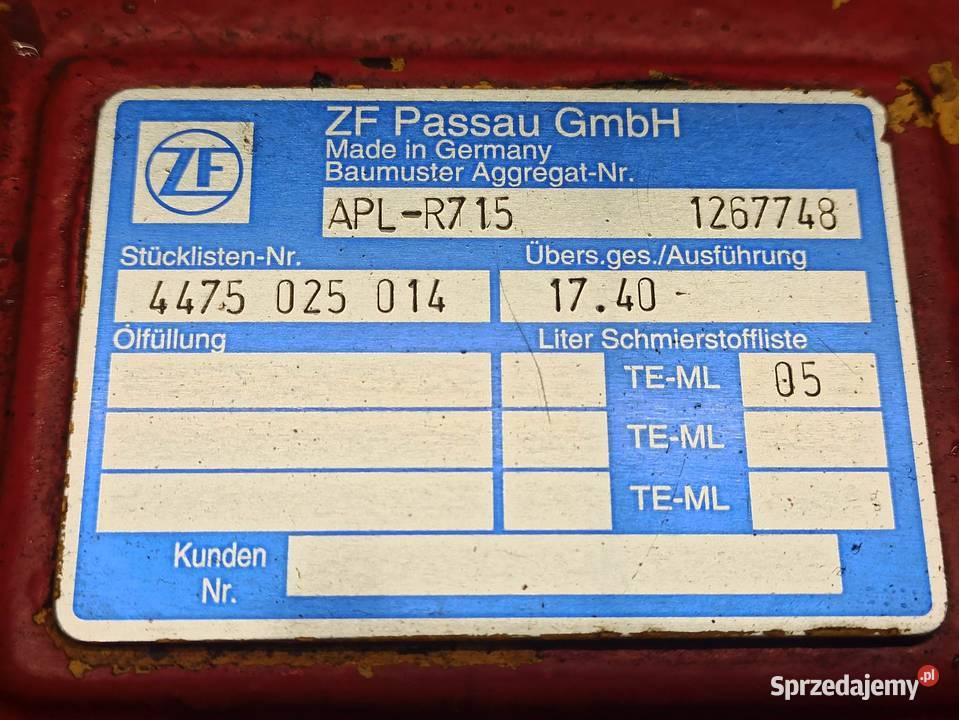 ZF
ZF Passau GmbH
Made in Germany
Baumuster Aggregat-Nr.
APL-R715 1267748
Stücklisten-Nr. Übers.ges./Ausführung
4475 025 014 17.40 -
Ölfüllung Liter Schmierstoffliste
TE-ML 05
TE-ML
TE-ML
Kunden
Nr.
Sprzedajemy.pl